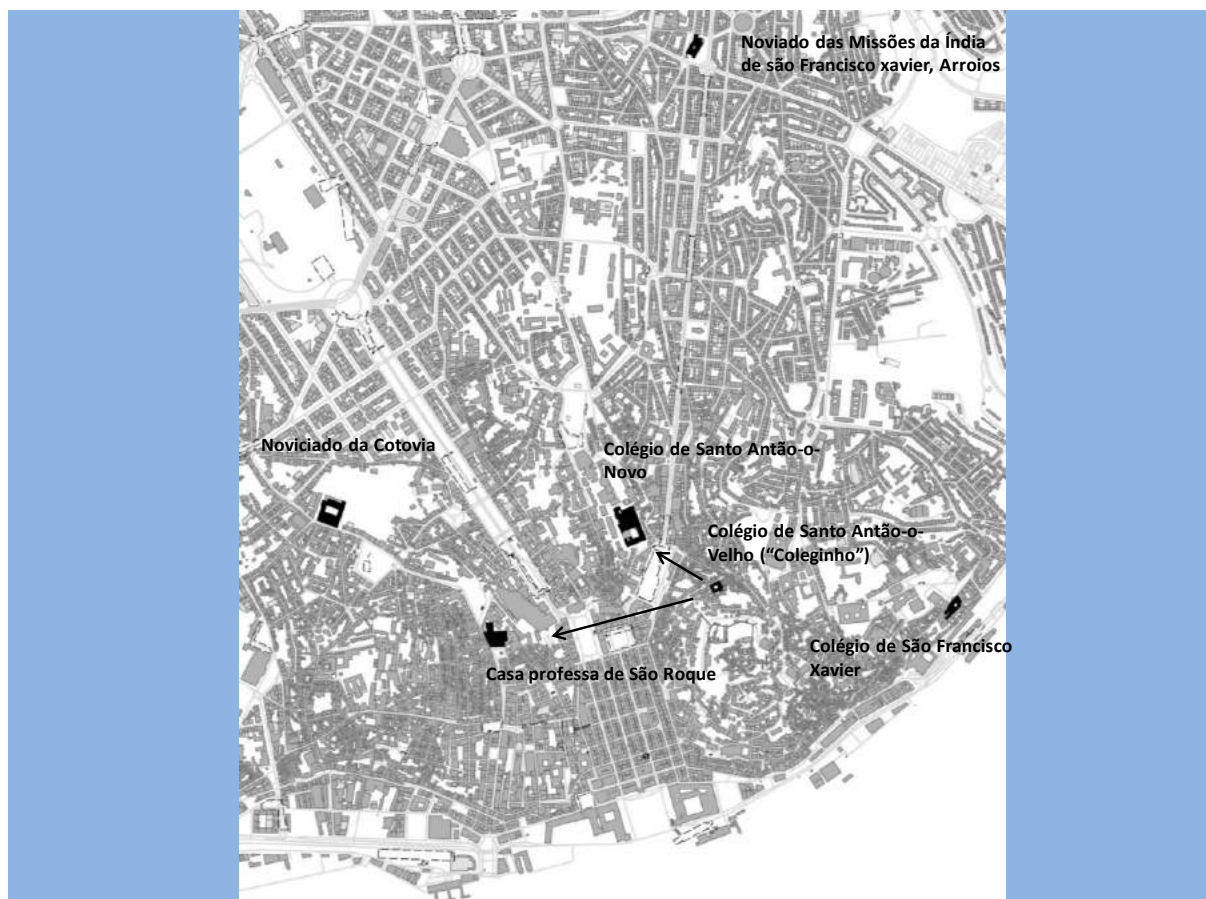 Noviado das Missões da Índia
de são Francisco xavier, Arroios
Noviciado da Cotovia
Colégio de Santo Antão-o-
Novo
Colégio de Santo Antão-o-
Velho (“Coleginho”)
Colégio de São Francisco
Xavier
Casa professa de São Roque